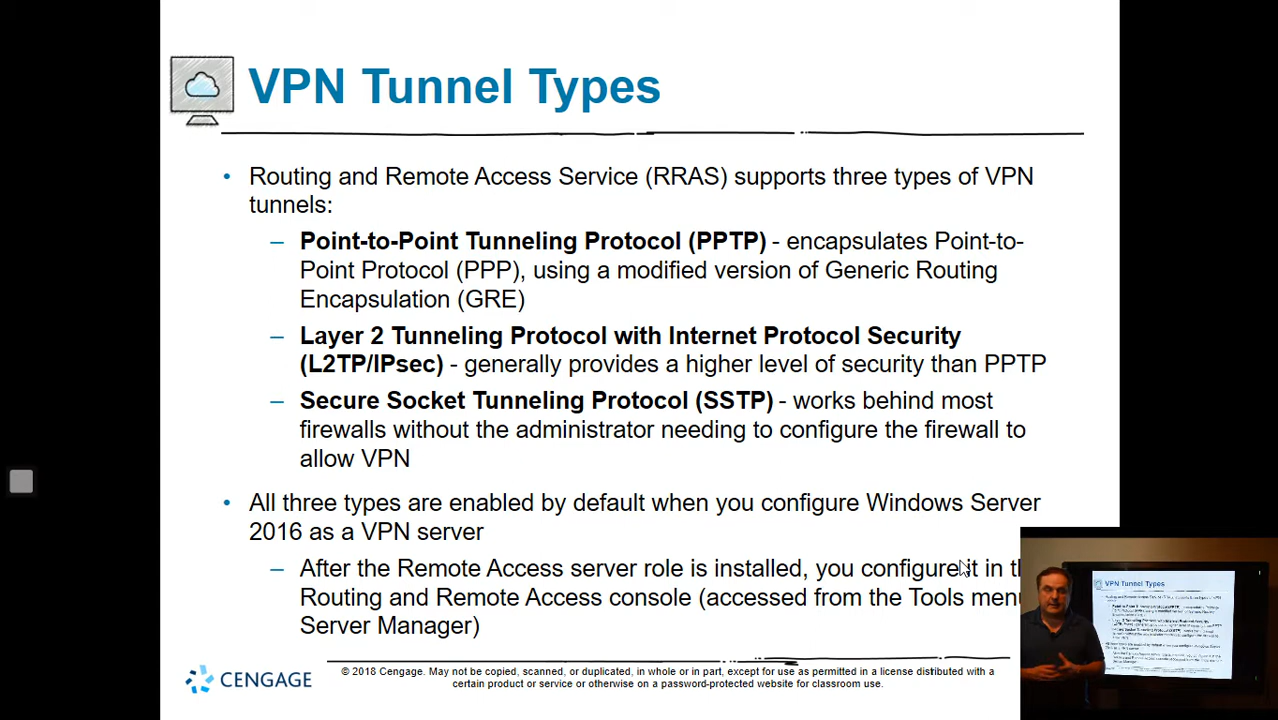 VPN Tunnel Types
• Routing and Remote Access Service (RRAS) supports three types of VPN
tunnels:
– Point-to-Point Tunneling Protocol (PPTP) - encapsulates Point-to-
Point Protocol (PPP), using a modified version of Generic Routing
Encapsulation (GRE)
– Layer 2 Tunneling Protocol with Internet Protocol Security
(L2TP/IPsec) - generally provides a higher level of security than PPTP
– Secure Socket Tunneling Protocol (SSTP) - works behind most
firewalls without the administrator needing to configure the firewall to
allow VPN
• All three types are enabled by default when you configure Windows Server
2016 as a VPN server
– After the Remote Access server role is installed, you configure it in
Routing and Remote Access console (accessed from the Tools menu
Server Manager)
CENGAGE
© 2018 Cengage. May not be copied, scanned, or duplicated, in whole or in part, except for use as permitted in a license distributed with a
certain product or service or otherwise on a password-protected website for classroom use.
VPN Tunnel Types